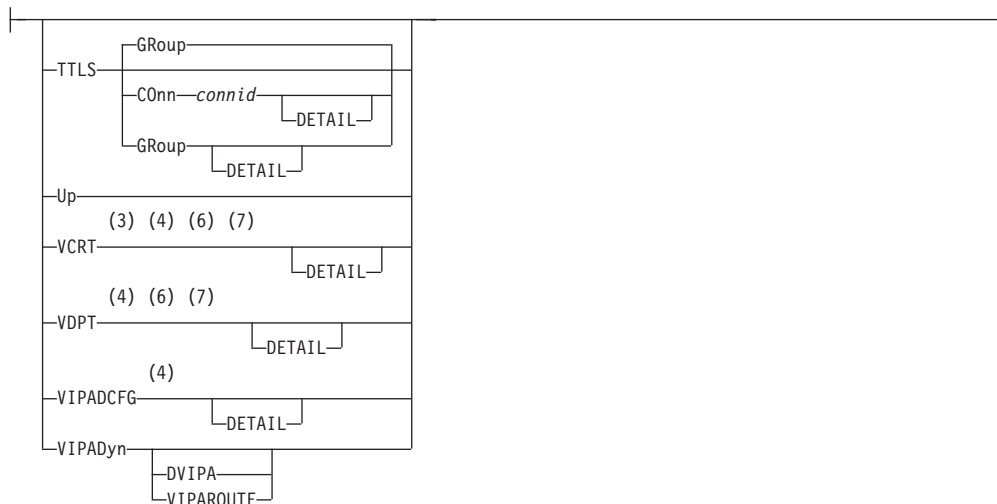 GRoup
TTLS
COnn connid
DETAIL
GRoup
DETAIL
Up
(3) (4) (6) (7)
VCRT
DETAIL
(4) (6) (7)
VDPT
DETAIL
(4)
VIPADCFG
DETAIL
VIPADyn
DVIPA
VIPAROUTE